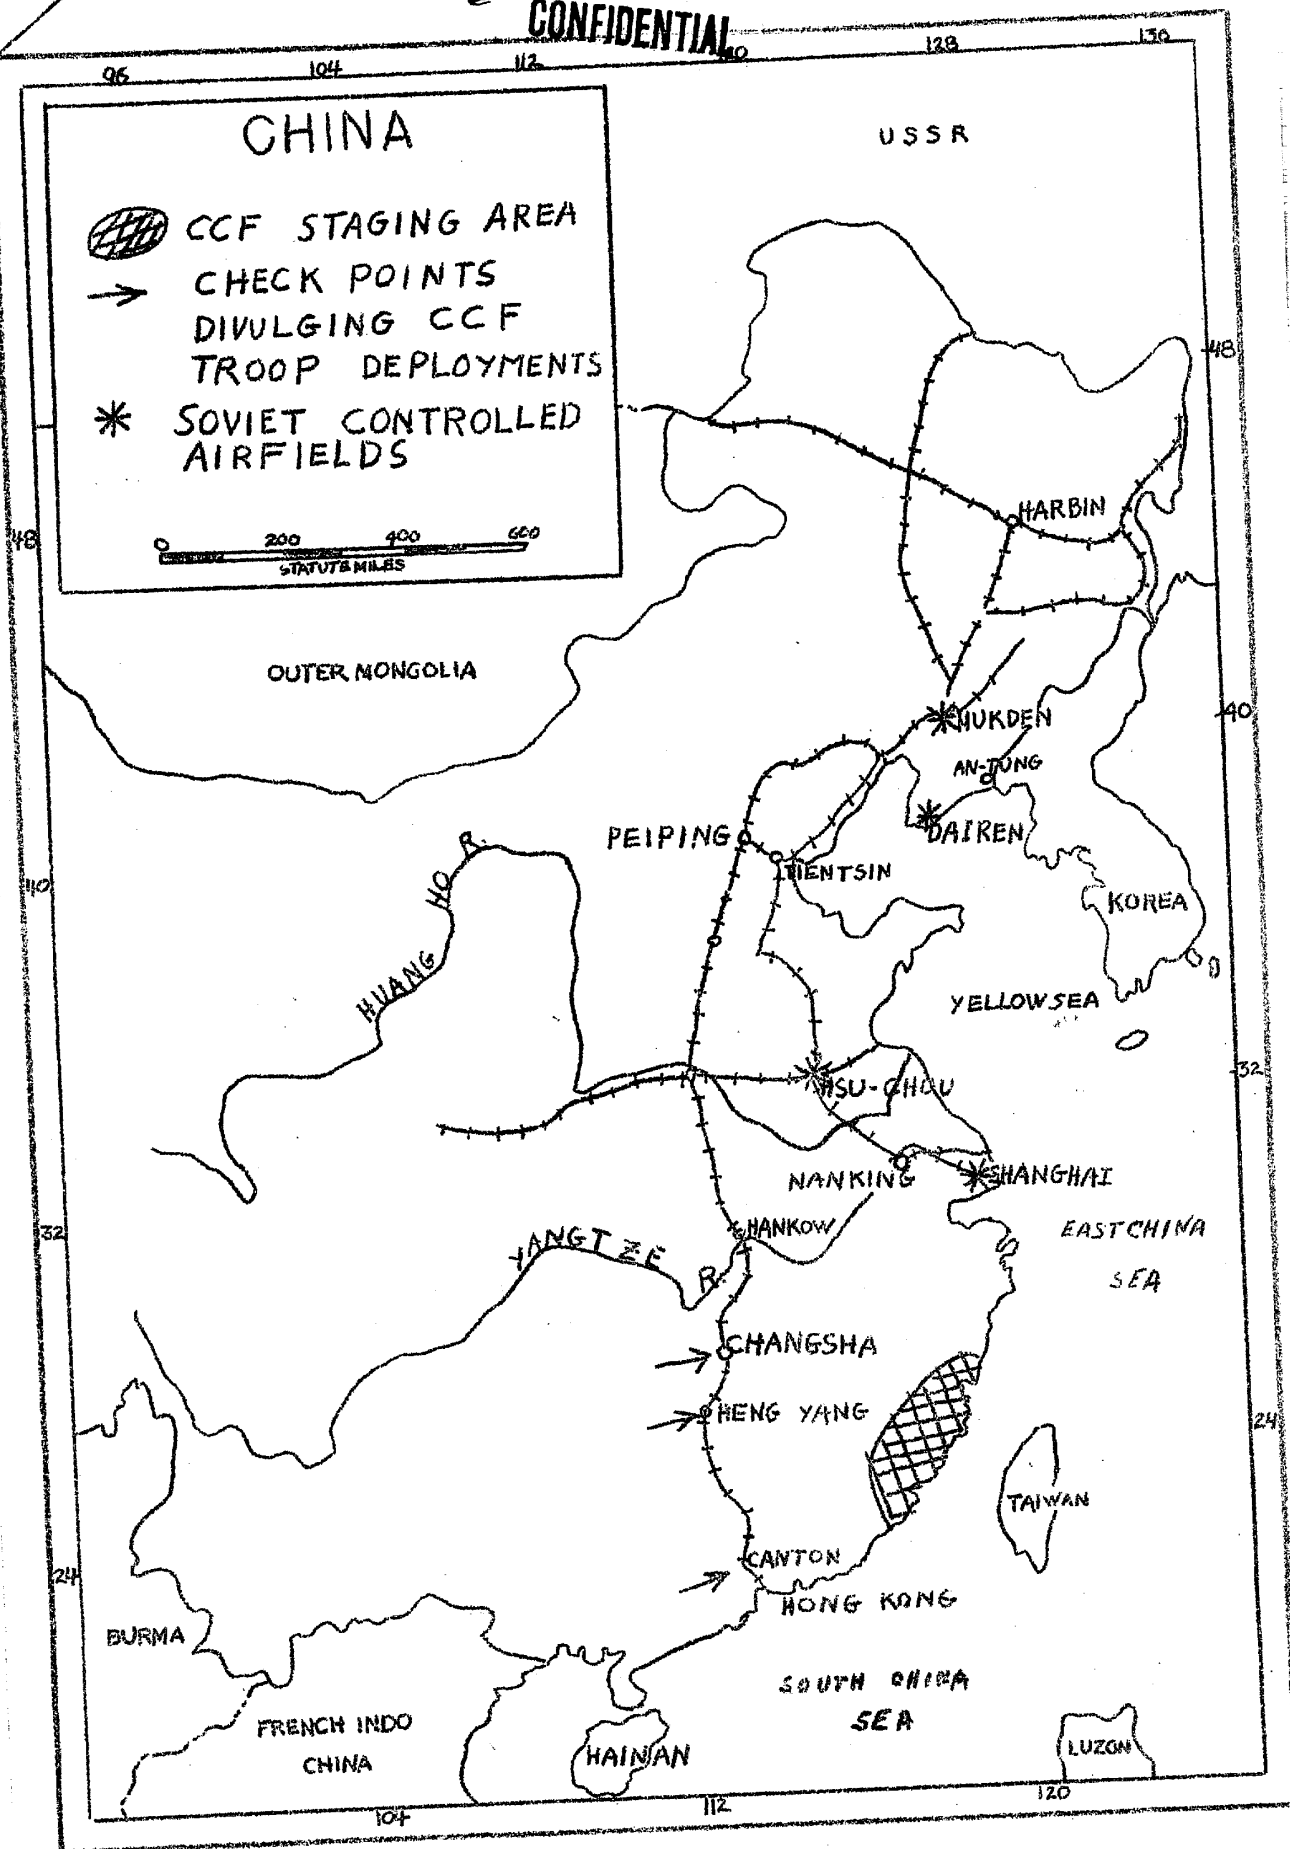 CONFIDENTIAL
96 104 112 120 128 136
CHINA
CCF STAGING AREA
CHECK POINTS
DIVULGING CCF
TROOP DEPLOYMENTS
SOVIET CONTROLLED
AIRFIELDS
0 200 400 600
STATUTE MILES
USSR
48
48
HARBIN
OUTER MONGOLIA
MUKDEN
40
AN-TUNG
DAIREN
PEIPING
TIENTSIN
HUANG HO R.
40
KOREA
YELLOW SEA
32
HSU-CHOU
NANKING
SHANGHAI
32
HANKOW
EAST CHINA
SEA
YANGTZE R.
CHANGSHA
HENG YANG
24
TAIWAN
CANTON
24
HONG KONG
BURMA
SOUTH CHINA
SEA
FRENCH INDO
CHINA
HAINAN
LUZON
104 112 120